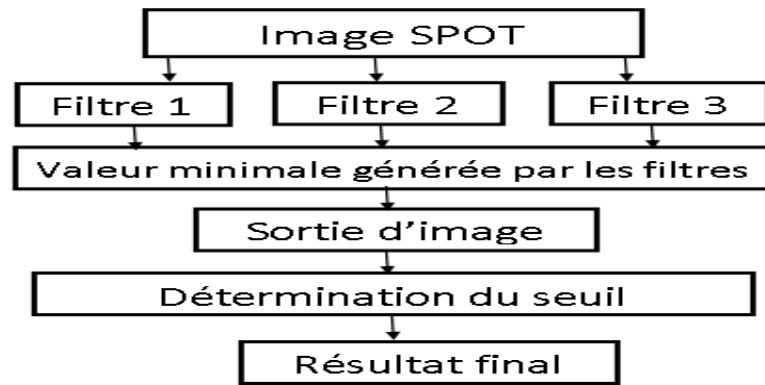 Image SPOT
Filtre 1
Filtre 2
Filtre 3
Valeur minimale générée par les filtres
Sortie d’image
Détermination du seuil
Résultat final